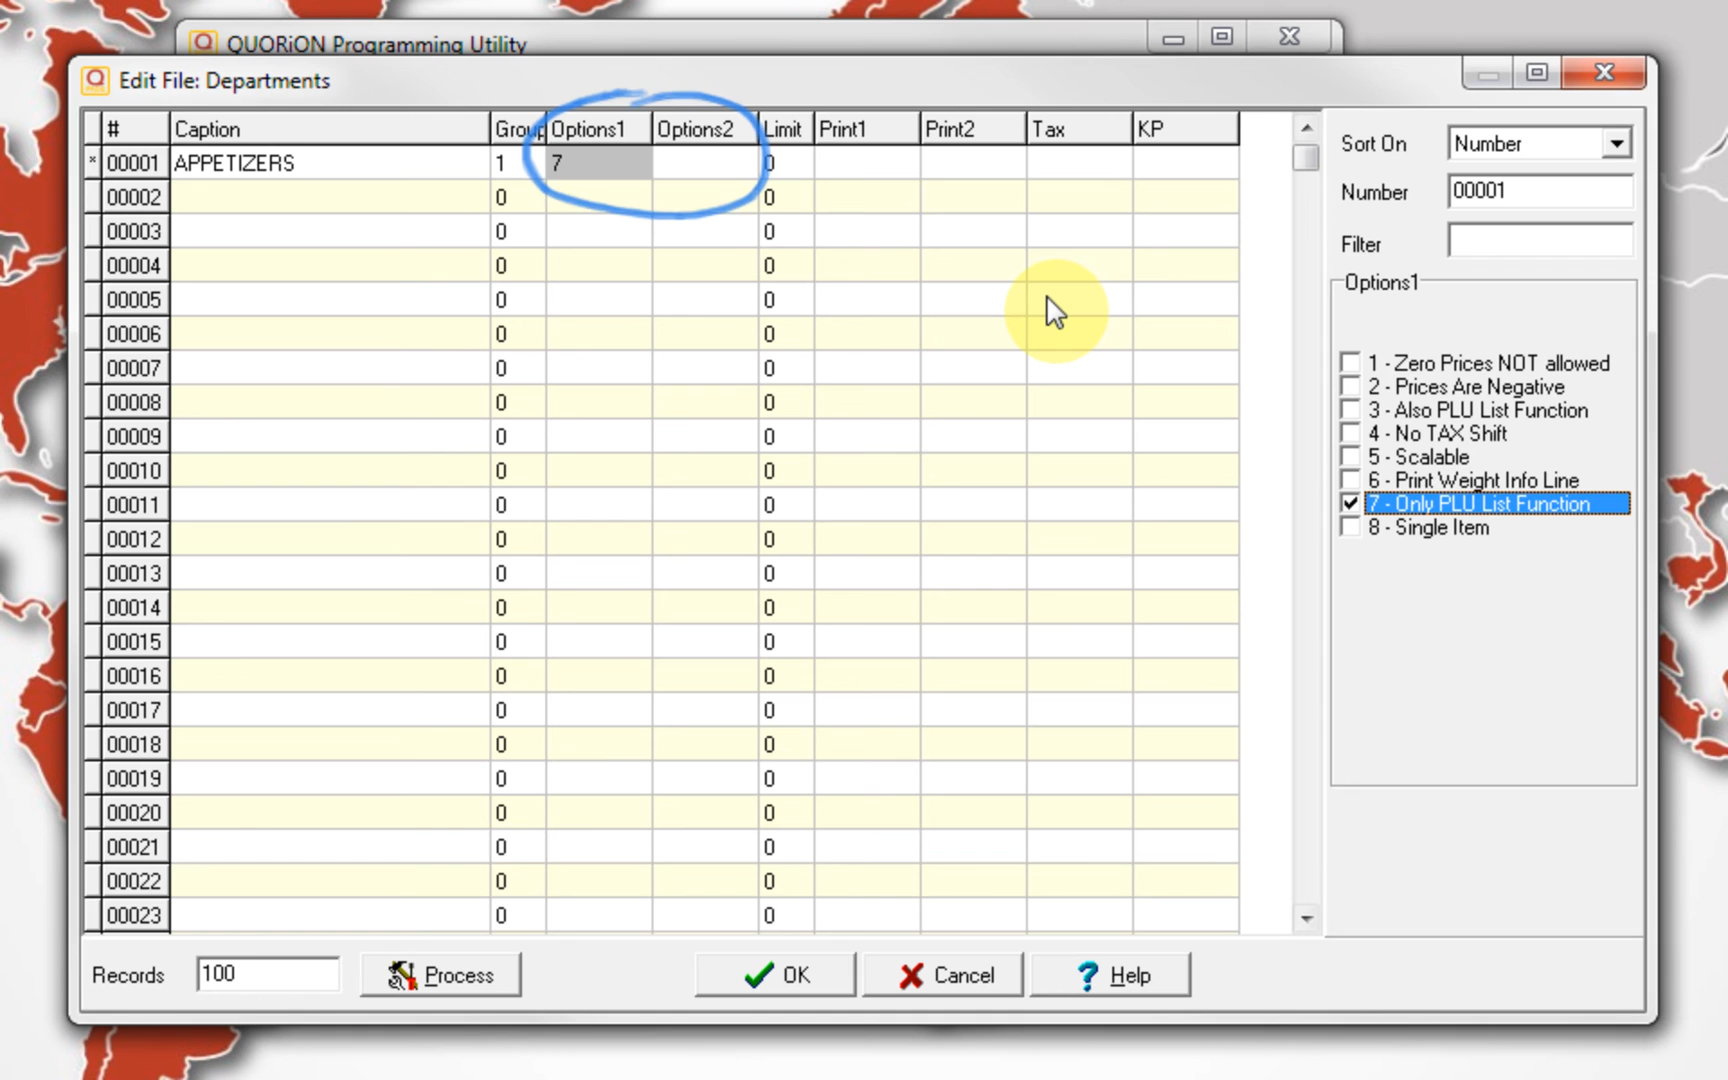 QUORiON Programming Utility
Edit File: Departments
# Caption Group Options1 Options2 Limit Print1 Print2 Tax KP
* 00001 APPETIZERS 1 7 0
00002 0 0
00003 0 0
00004 0 0
00005 0 0
00006 0 0
00007 0 0
00008 0 0
00009 0 0
00010 0 0
00011 0 0
00012 0 0
00013 0 0
00014 0 0
00015 0 0
00016 0 0
00017 0 0
00018 0 0
00019 0 0
00020 0 0
00021 0 0
00022 0 0
00023 0 0
Sort On Number
Number 00001
Filter
Options1
1 - Zero Prices NOT allowed
2 - Prices Are Negative
3 - Also PLU List Function
4 - No TAX Shift
5 - Scalable
6 - Print Weight Info Line
7 - Only PLU List Function
8 - Single Item
Records 100 Process OK Cancel Help